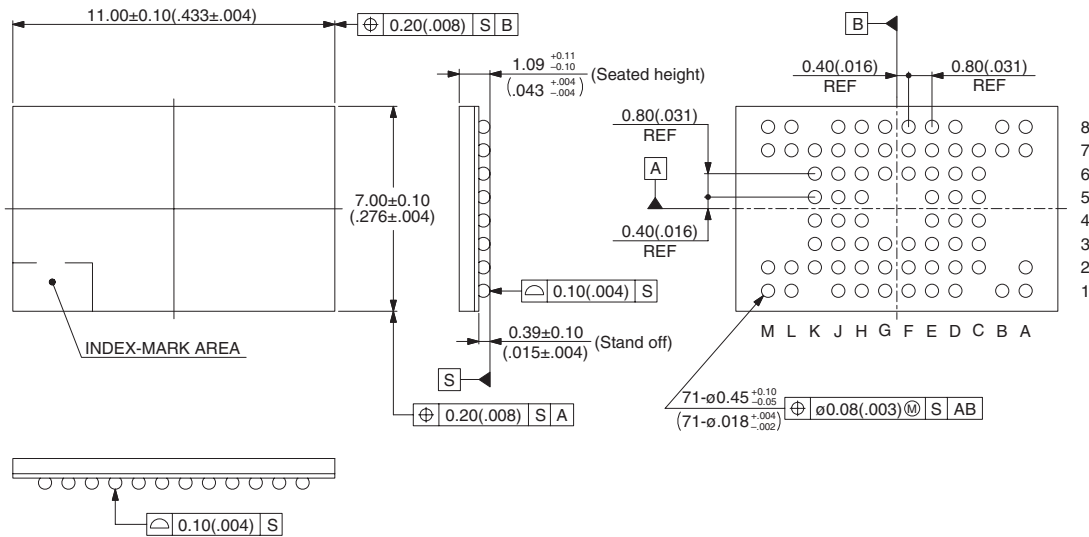 11.00±0.10(.433±.004)
⌖ 0.20(.008) S B
1.09 +0.11 -0.10 (Seated height)
(.043 +.004 -.004)
B
0.40(.016) REF
0.80(.031) REF
0.80(.031) REF
A
0.40(.016) REF
7.00±0.10
(.276±.004)
8
7
6
5
4
3
2
1
⌓ 0.10(.004) S
M L K J H G F E D C B A
INDEX-MARK AREA
0.39±0.10 (Stand off)
(.015±.004)
S
⌖ 0.20(.008) S A
71-ø0.45 +0.10 -0.05
(71-ø.018 +.004 -.002)
⌖ ø0.08(.003)Ⓜ S AB
⌓ 0.10(.004) S